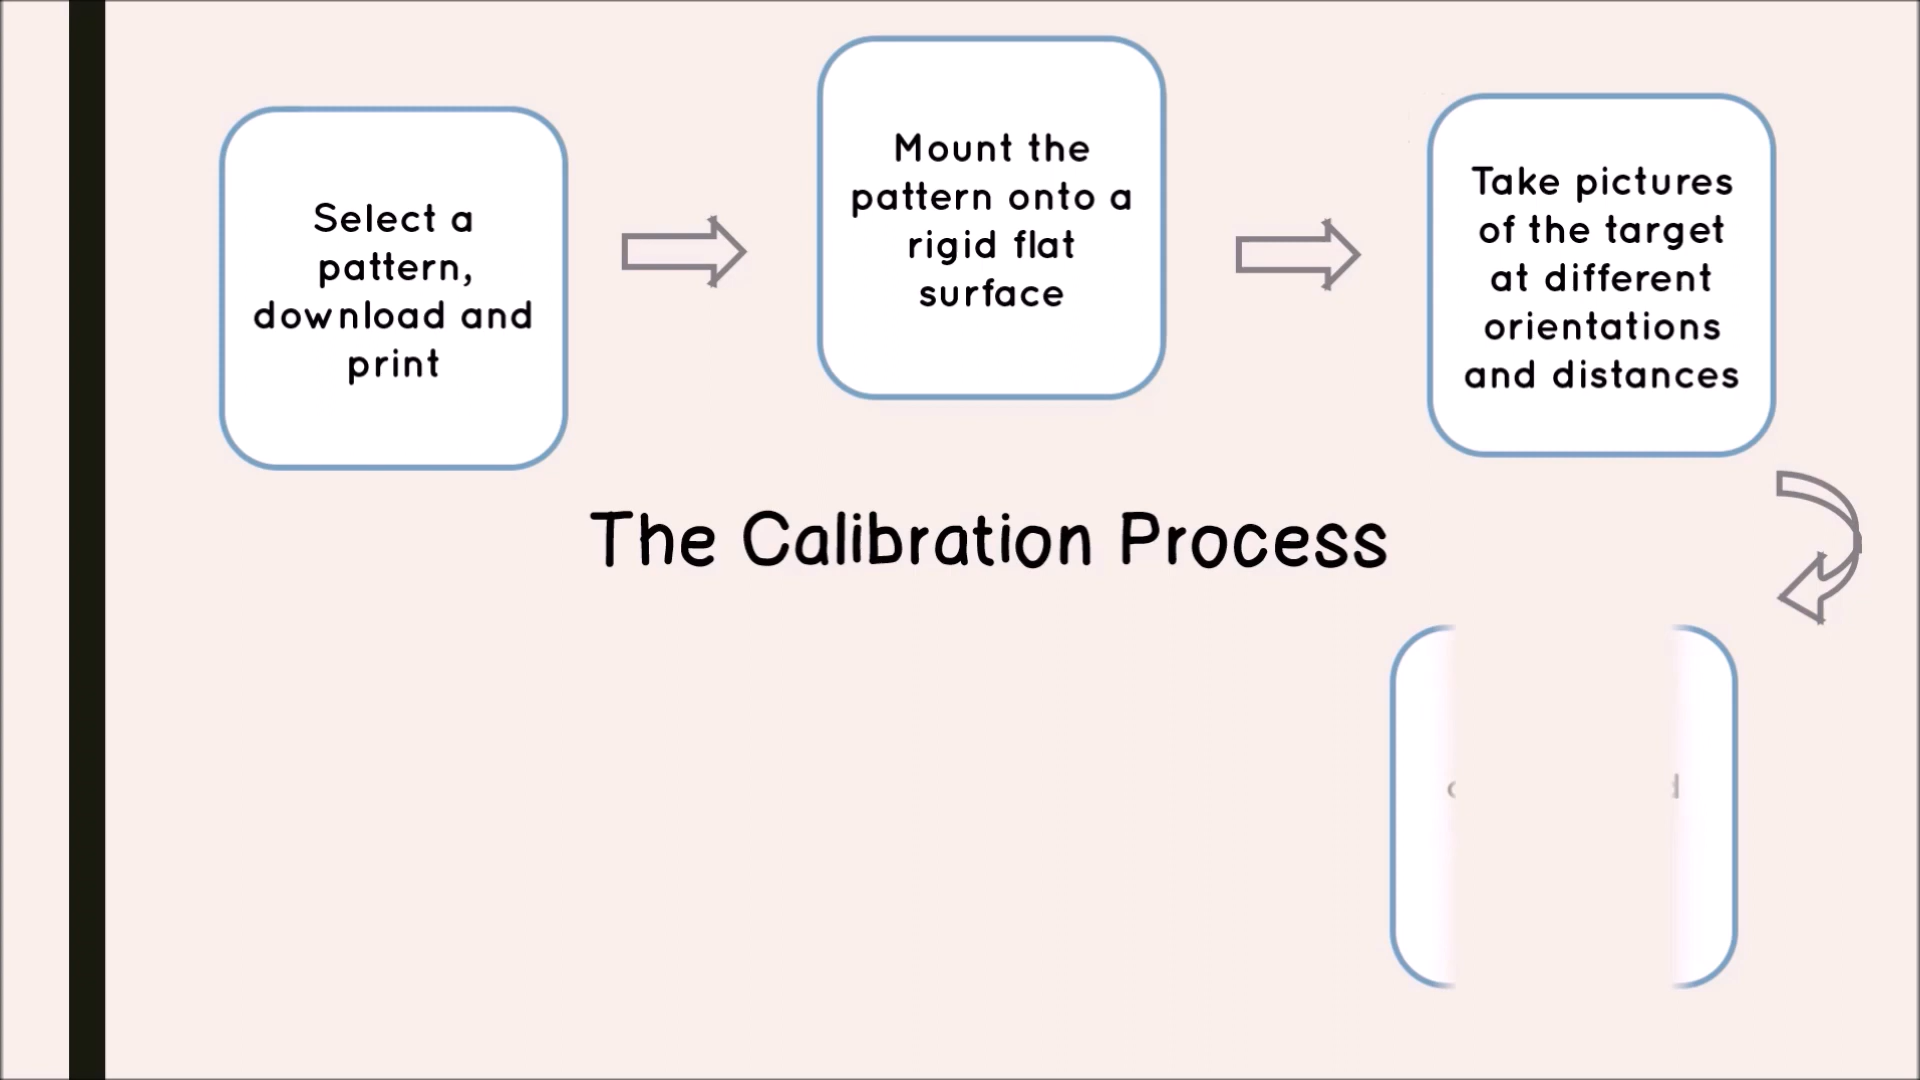 Select a
pattern,
download and
print
Mount the
pattern onto a
rigid flat
surface
Take pictures
of the target
at different
orientations
and distances
The Calibration Process